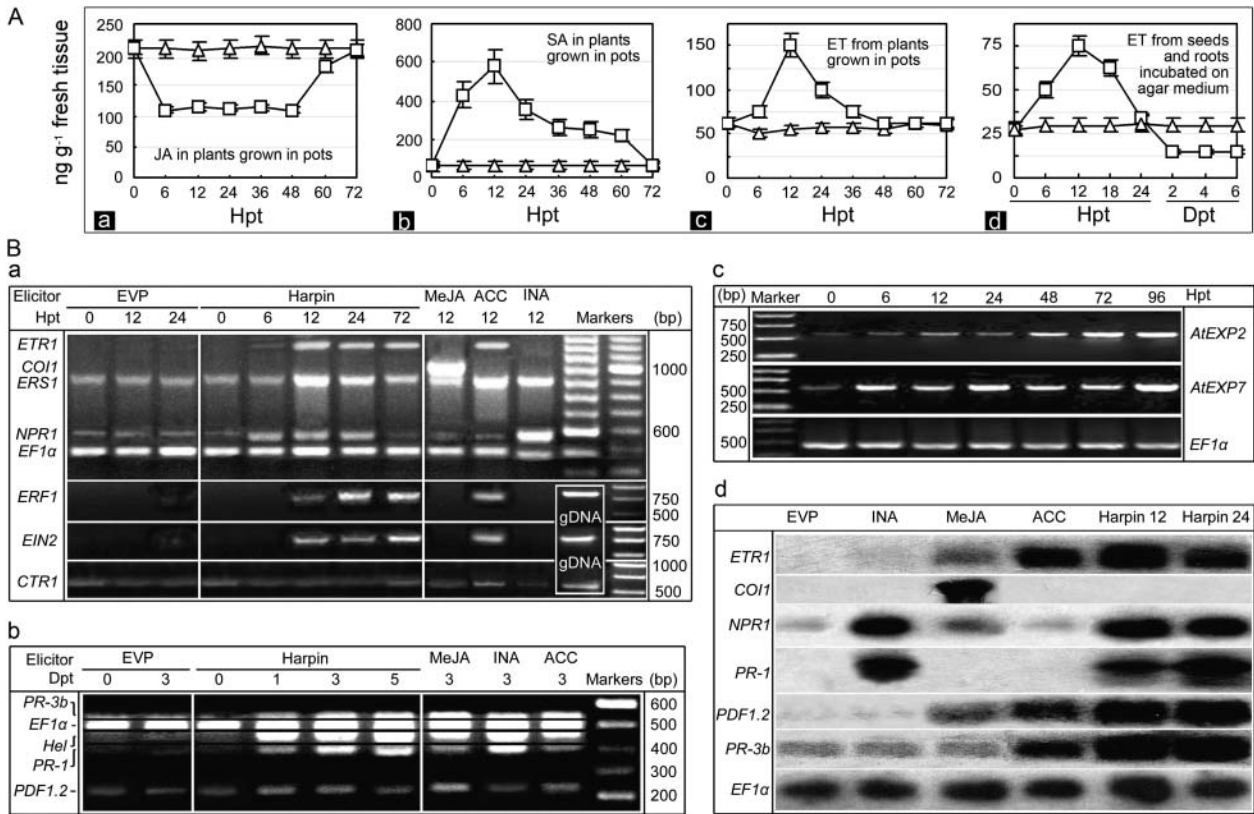 A
ng g⁻¹ fresh tissue
250
200
150
100
50
0
JA in plants grown in pots
0 6 12 24 36 48 60 72
Hpt
a
800
600
400
200
0
SA in plants
grown in pots
0 6 12 24 36 48 60 72
Hpt
b
150
100
50
0
ET from plants
grown in pots
0 6 12 24 36 48 60 72
Hpt
c
75
50
25
0
ET from seeds
and roots
incubated on
agar medium
0 6 12 18 24 2 4 6
Hpt Dpt
d
B
a
Elicitor EVP Harpin MeJA ACC INA
Hpt 0 12 24 0 6 12 24 72 12 12 12 Markers (bp)
ETR1
COI1
ERS1
NPR1
EF1α
1000
600
ERF1
750
500
gDNA
EIN2
750
gDNA
CTR1
1000
500
b
Elicitor EVP Harpin MeJA INA ACC
Dpt 0 3 0 1 3 5 3 3 3 Markers (bp)
PR-3b
EF1α
Hel
PR-1
PDF1.2
600
500
400
300
200
c
(bp) Marker 0 6 12 24 48 72 96 Hpt
750
500
250
AtEXP2
500
250
AtEXP7
500
EF1α
d
EVP INA MeJA ACC Harpin 12 Harpin 24
ETR1
COI1
NPR1
PR-1
PDF1.2
PR-3b
EF1α